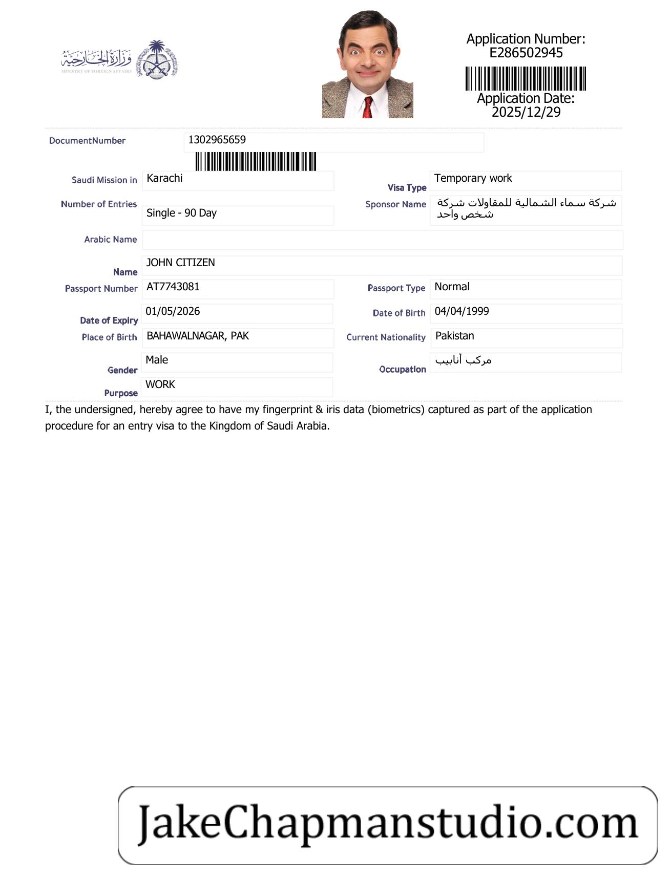 وزارة الخارجية
MINISTRY OF FOREIGN AFFAIRS
Application Number:
E286502945
Application Date:
2025/12/29
DocumentNumber 1302965659
Saudi Mission in Karachi
Visa Type Temporary work
Number of Entries Single - 90 Day
Sponsor Name شركة سماء الشمالية للمقاولات شركة
شخص واحد
Arabic Name
Name JOHN CITIZEN
Passport Number AT7743081
Passport Type Normal
Date of Expiry 01/05/2026
Date of Birth 04/04/1999
Place of Birth BAHAWALNAGAR, PAK
Current Nationality Pakistan
Gender Male
Occupation مركب أنابيب
Purpose WORK
I, the undersigned, hereby agree to have my fingerprint & iris data (biometrics) captured as part of the application
procedure for an entry visa to the Kingdom of Saudi Arabia.
JakeChapmanstudio.com